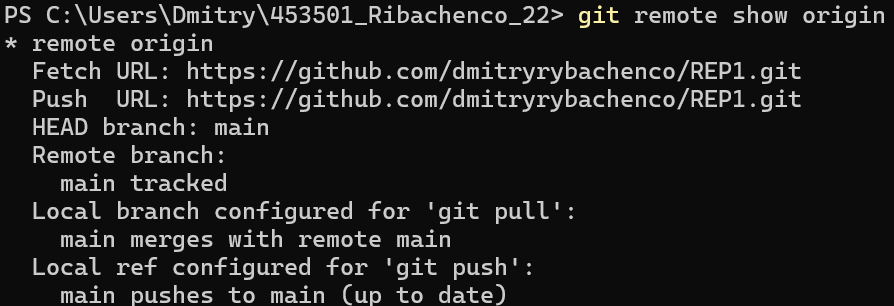 PS C:\Users\Dmitry\453501_Ribachenco_22> git remote show origin
* remote origin
  Fetch URL: https://github.com/dmitryrybachenco/REP1.git
  Push  URL: https://github.com/dmitryrybachenco/REP1.git
  HEAD branch: main
  Remote branch:
    main tracked
  Local branch configured for 'git pull':
    main merges with remote main
  Local ref configured for 'git push':
    main pushes to main (up to date)